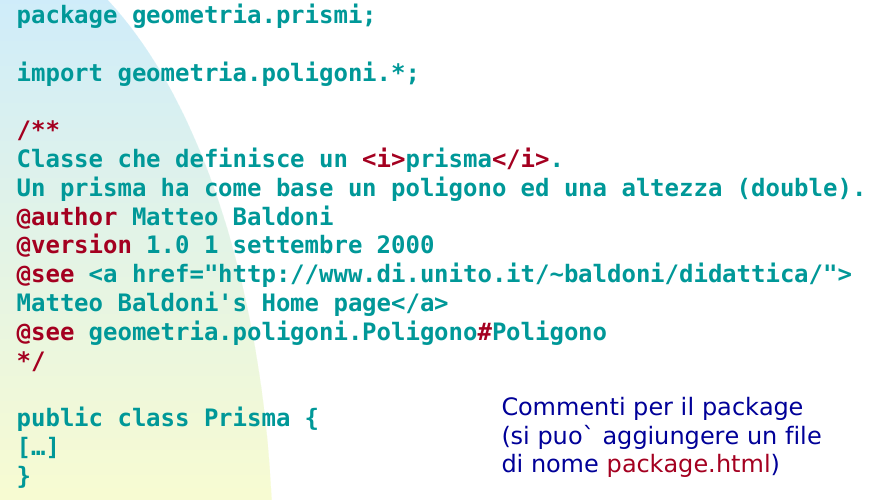 package geometria.prismi;
import geometria.poligoni.*;
/**
Classe che definisce un <i>prisma</i>.
Un prisma ha come base un poligono ed una altezza (double).
@author Matteo Baldoni
@version 1.0 1 settembre 2000
@see <a href="http://www.di.unito.it/~baldoni/didattica/">
Matteo Baldoni's Home page</a>
@see geometria.poligoni.Poligono#Poligono
*/
public class Prisma {
[…]
}
Commenti per il package
(si puo` aggiungere un file
di nome package.html)